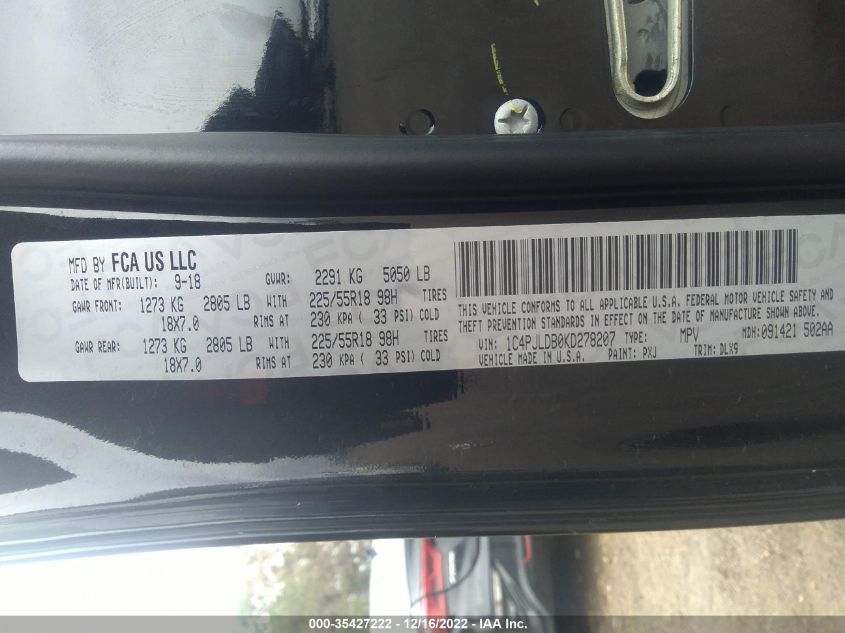 MFD BY FCA US LLC
DATE OF MFR(BUILT): 9-18 GVWR: 2291 KG 5050 LB
GAWR FRONT: 1273 KG 2805 LB WITH 225/55R18 98H TIRES
18X7.0 RIMS AT 230 KPA ( 33 PSI) COLD
GAWR REAR: 1273 KG 2805 LB WITH 225/55R18 98H TIRES
18X7.0 RIMS AT 230 KPA ( 33 PSI) COLD
THIS VEHICLE CONFORMS TO ALL APPLICABLE U.S.A. FEDERAL MOTOR VEHICLE SAFETY AND
THEFT PREVENTION STANDARDS IN EFFECT ON THE DATE OF MANUFACTURE SHOWN ABOVE.
VIN: 1C4PJLDB0KD278207 TYPE: MPV MDH: 091421 502AA
VEHICLE MADE IN U.S.A. PAINT: PXJ TRIM: DLX9
000-35427222 - 12/16/2022 - IAA Inc.